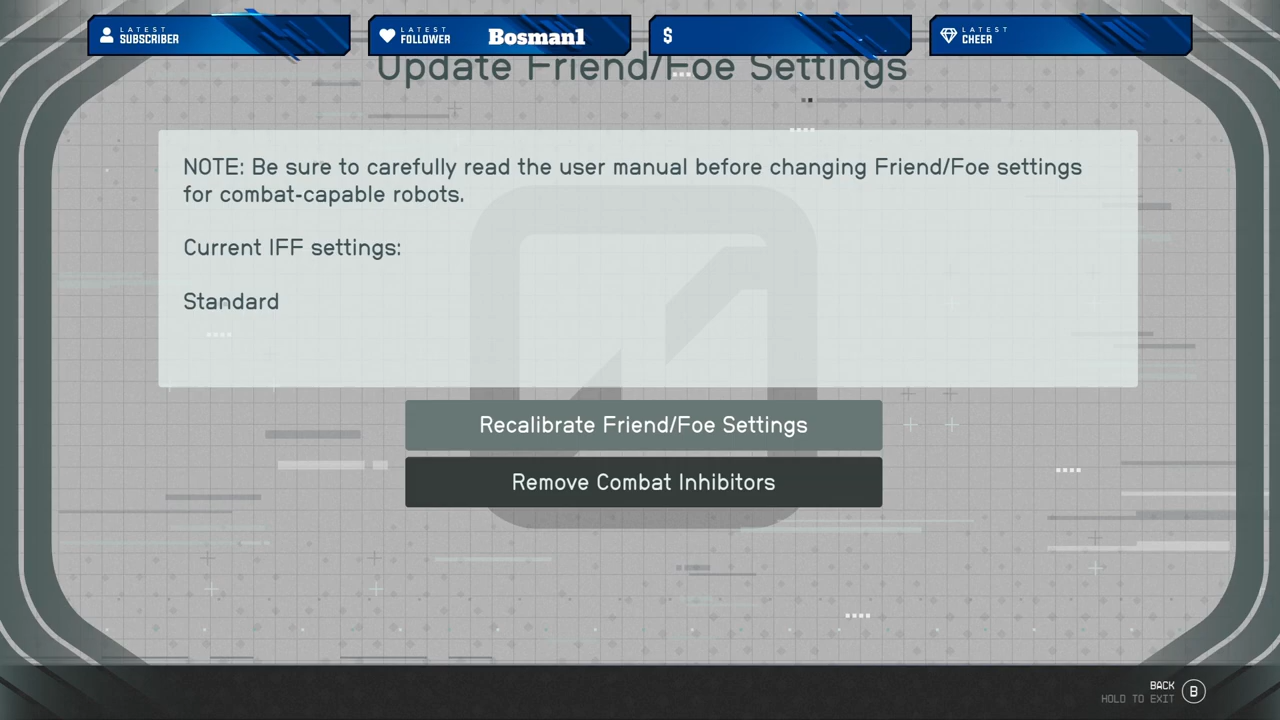 LATEST
SUBSCRIBER
LATEST
FOLLOWER
Bosman1
$
LATEST
CHEER
Update Friend/Foe Settings
NOTE: Be sure to carefully read the user manual before changing Friend/Foe settings
for combat-capable robots.
Current IFF settings:
Standard
Recalibrate Friend/Foe Settings
Remove Combat Inhibitors
BACK
HOLD TO EXIT
B